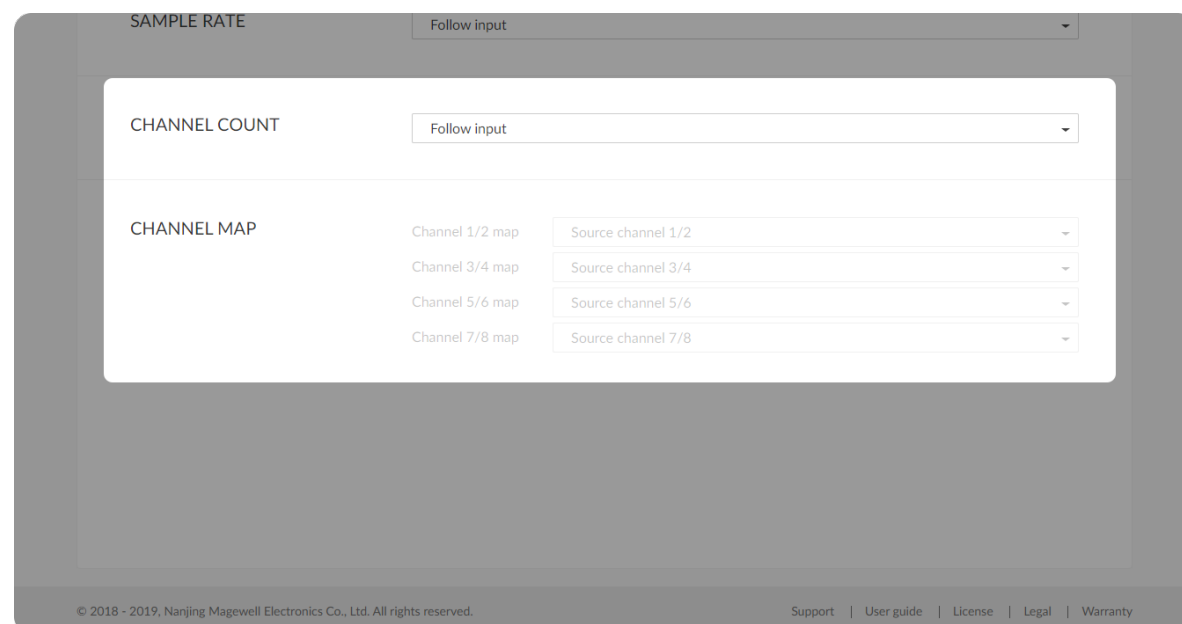 SAMPLE RATE Follow input
CHANNEL COUNT Follow input
CHANNEL MAP Channel 1/2 map Source channel 1/2
Channel 3/4 map Source channel 3/4
Channel 5/6 map Source channel 5/6
Channel 7/8 map Source channel 7/8
© 2018 - 2019, Nanjing Magewell Electronics Co., Ltd. All rights reserved. Support | User guide | License | Legal | Warranty